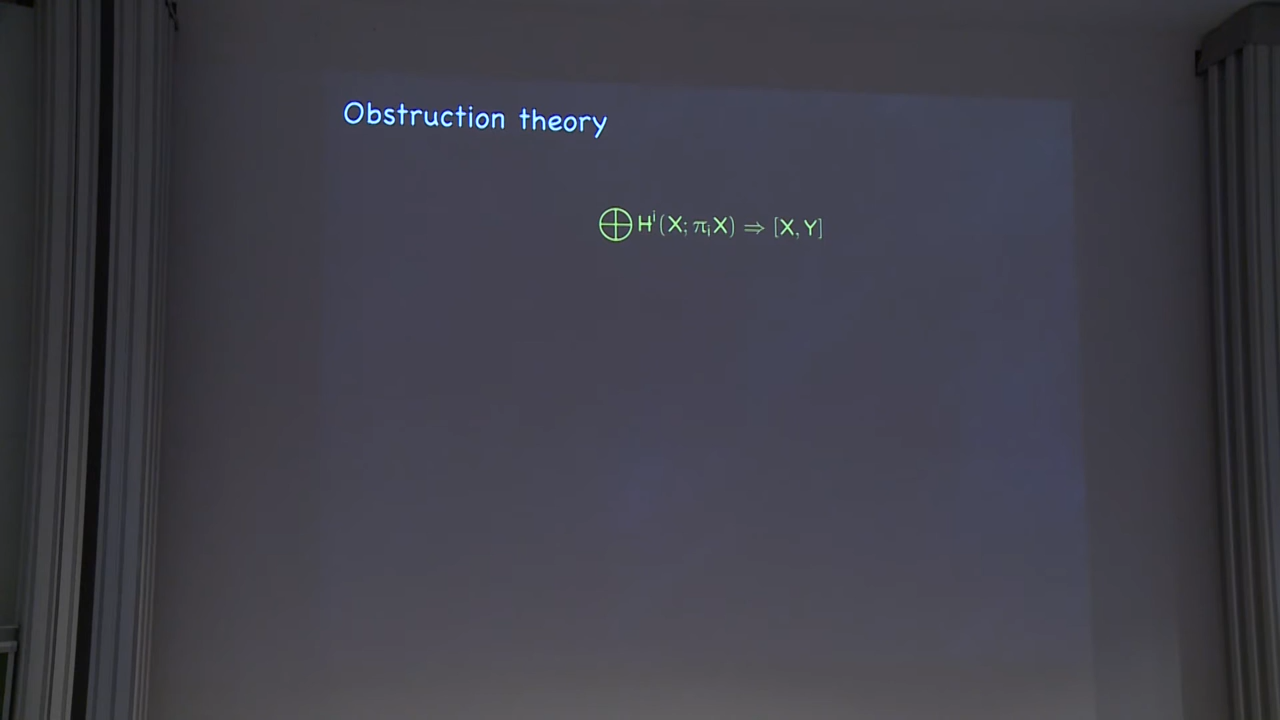 Obstruction theory
⊕ Hⁱ(X; πᵢX) ⇒ [X, Y]